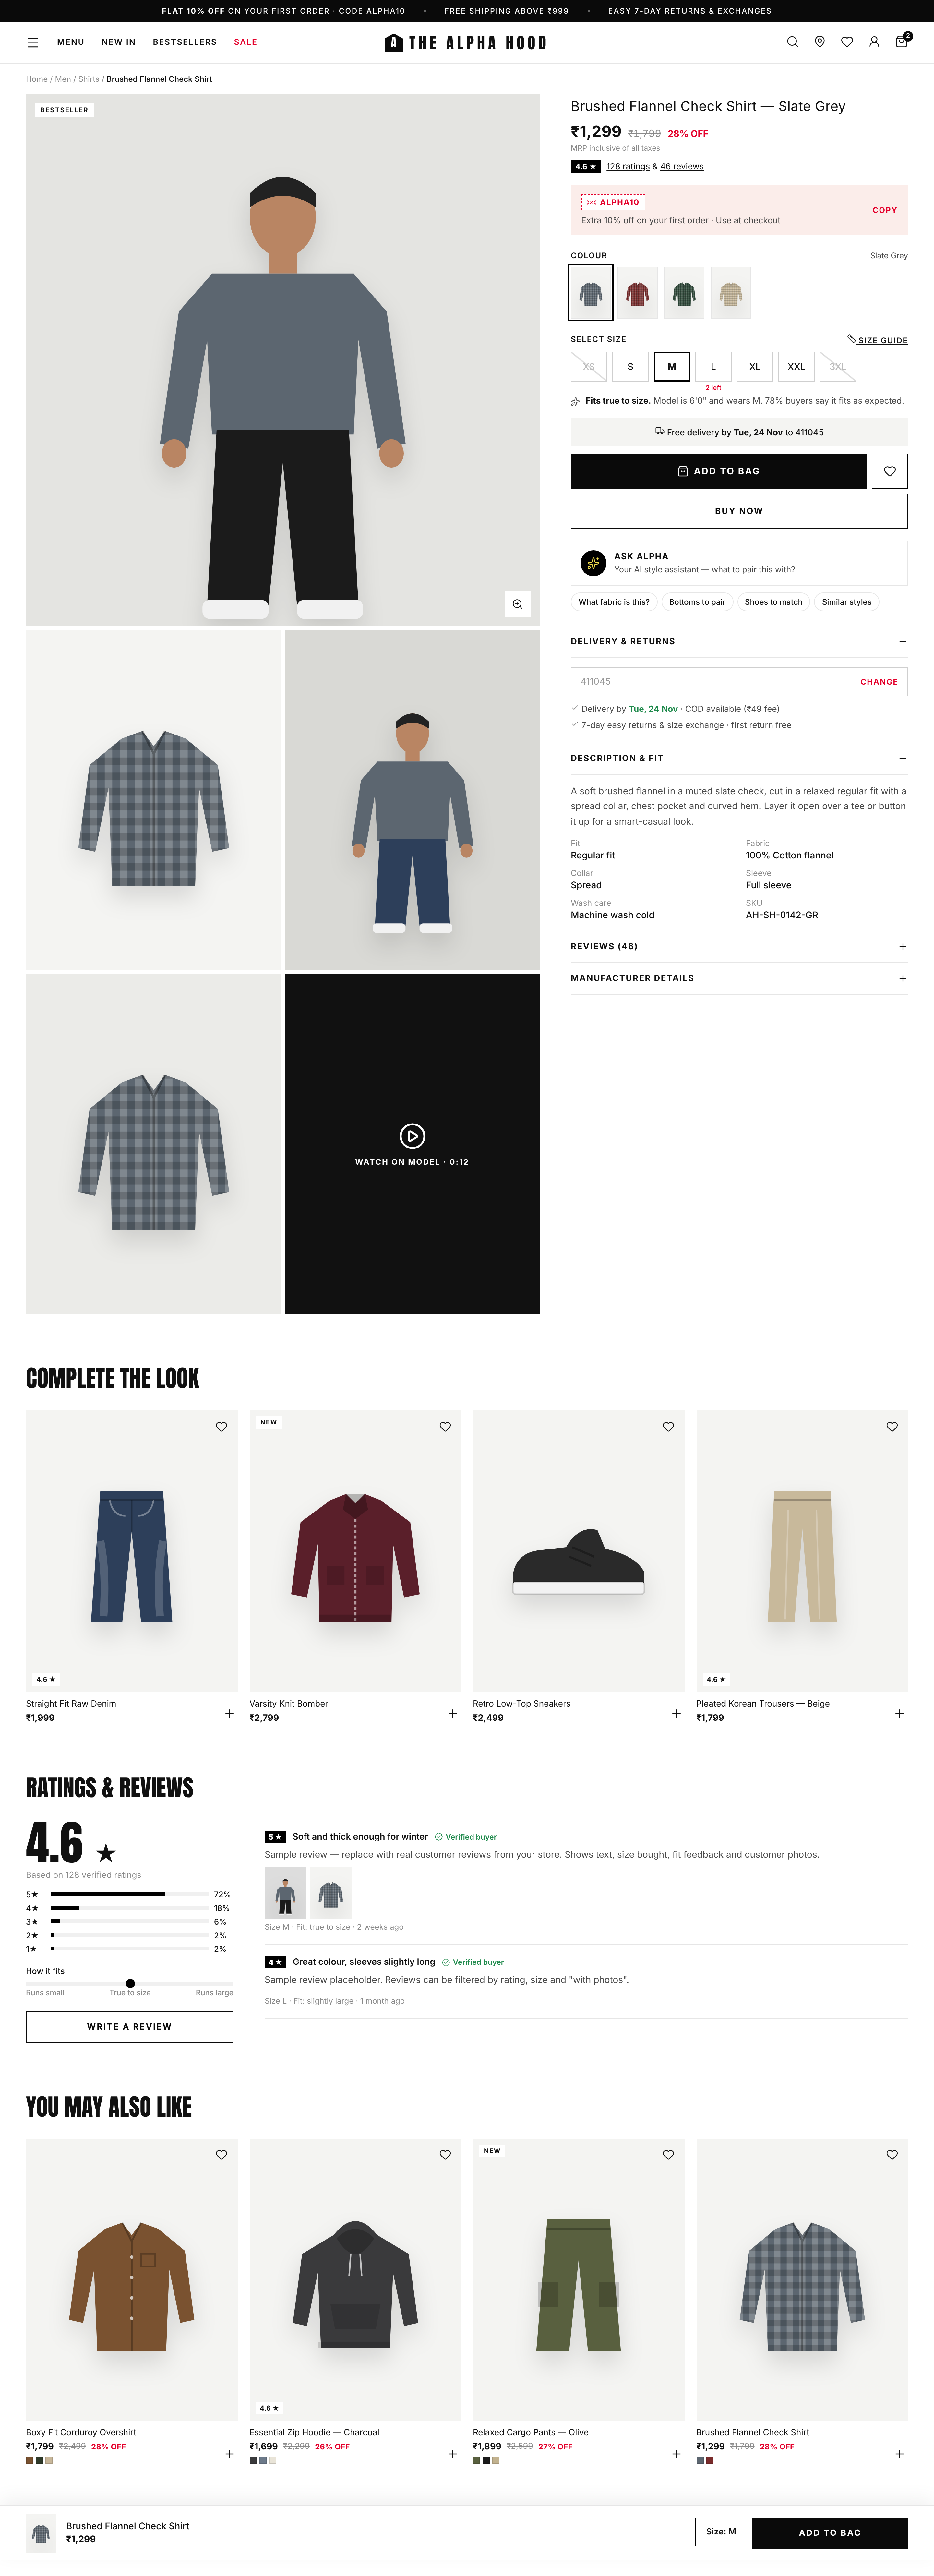 FLAT 10% OFF ON YOUR FIRST ORDER · CODE ALPHA10 • FREE SHIPPING ABOVE ₹999 • EASY 7-DAY RETURNS & EXCHANGES
MENU NEW IN BESTSELLERS SALE
A THE ALPHA HOOD
2
Home / Men / Shirts / Brushed Flannel Check Shirt
BESTSELLER
Brushed Flannel Check Shirt — Slate Grey
₹1,299 ₹1,799 28% OFF
MRP inclusive of all taxes
4.6 ★ 128 ratings & 46 reviews
ALPHA10
Extra 10% off on your first order · Use at checkout
COPY
COLOUR Slate Grey
SELECT SIZE SIZE GUIDE
XS S M L XL XXL 3XL
2 left
Fits true to size. Model is 6'0" and wears M. 78% buyers say it fits as expected.
Free delivery by Tue, 24 Nov to 411045
ADD TO BAG
BUY NOW
ASK ALPHA
Your AI style assistant — what to pair this with?
What fabric is this? Bottoms to pair Shoes to match Similar styles
DELIVERY & RETURNS
411045 CHANGE
Delivery by Tue, 24 Nov · COD available (₹49 fee)
7-day easy returns & size exchange · first return free
DESCRIPTION & FIT
A soft brushed flannel in a muted slate check, cut in a relaxed regular fit with a
spread collar, chest pocket and curved hem. Layer it open over a tee or button
it up for a smart-casual look.
Fit Fabric
Regular fit 100% Cotton flannel
Collar Sleeve
Spread Full sleeve
Wash care SKU
Machine wash cold AH-SH-0142-GR
REVIEWS (46)
MANUFACTURER DETAILS
WATCH ON MODEL · 0:12
COMPLETE THE LOOK
NEW
4.6 ★ 4.6 ★
Straight Fit Raw Denim Varsity Knit Bomber Retro Low-Top Sneakers Pleated Korean Trousers — Beige
₹1,999 ₹2,799 ₹2,499 ₹1,799
RATINGS & REVIEWS
4.6 ★
Based on 128 verified ratings
5★ 72%
4★ 18%
3★ 6%
2★ 2%
1★ 2%
How it fits
Runs small True to size Runs large
WRITE A REVIEW
5 ★ Soft and thick enough for winter Verified buyer
Sample review — replace with real customer reviews from your store. Shows text, size bought, fit feedback and customer photos.
Size M · Fit: true to size · 2 weeks ago
4 ★ Great colour, sleeves slightly long Verified buyer
Sample review placeholder. Reviews can be filtered by rating, size and "with photos".
Size L · Fit: slightly large · 1 month ago
YOU MAY ALSO LIKE
NEW
4.6 ★
Boxy Fit Corduroy Overshirt Essential Zip Hoodie — Charcoal Relaxed Cargo Pants — Olive Brushed Flannel Check Shirt
₹1,799 ₹2,499 28% OFF ₹1,699 ₹2,299 26% OFF ₹1,899 ₹2,599 27% OFF ₹1,299 ₹1,799 28% OFF
Brushed Flannel Check Shirt
₹1,299
Size: M
ADD TO BAG